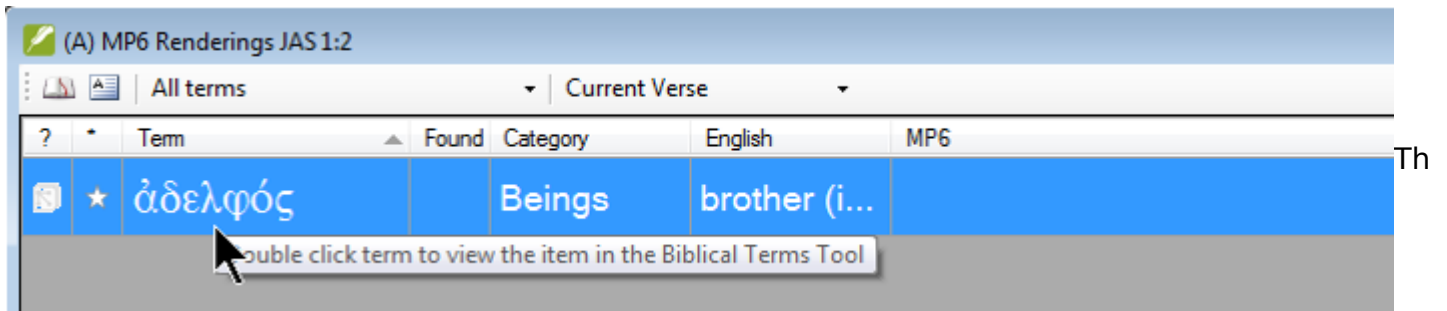 (A) MP6 Renderings JAS 1:2
All terms Current Verse
? * Term Found Category English MP6
ἀδελφός Beings brother (i...
ouble click term to view the item in the Biblical Terms Tool
Th